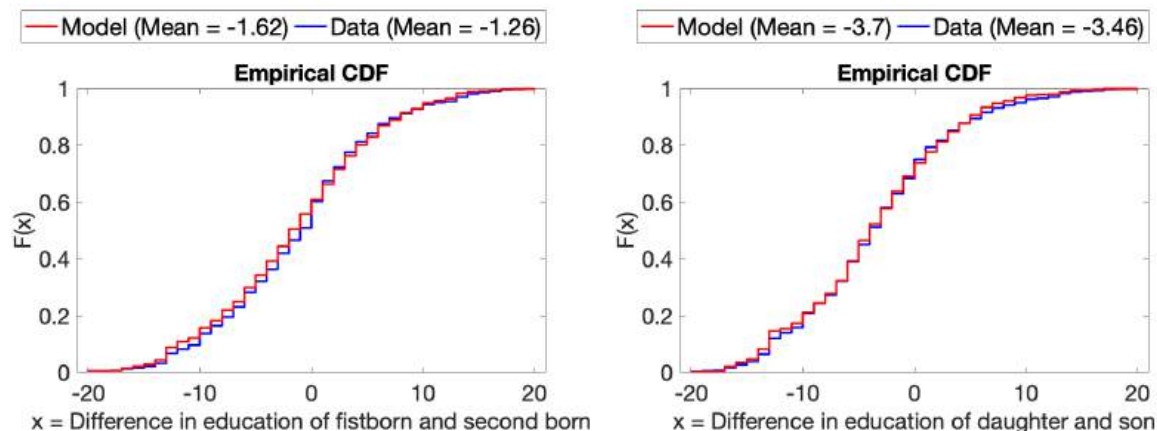 Model (Mean = -1.62) Data (Mean = -1.26)
Empirical CDF
1
0.8
0.6
0.4
0.2
0
F(x)
-20 -10 0 10 20
x = Difference in education of fistborn and second born
Model (Mean = -3.7) Data (Mean = -3.46)
Empirical CDF
1
0.8
0.6
0.4
0.2
0
F(x)
-20 -10 0 10 20
x = Difference in education of daughter and son